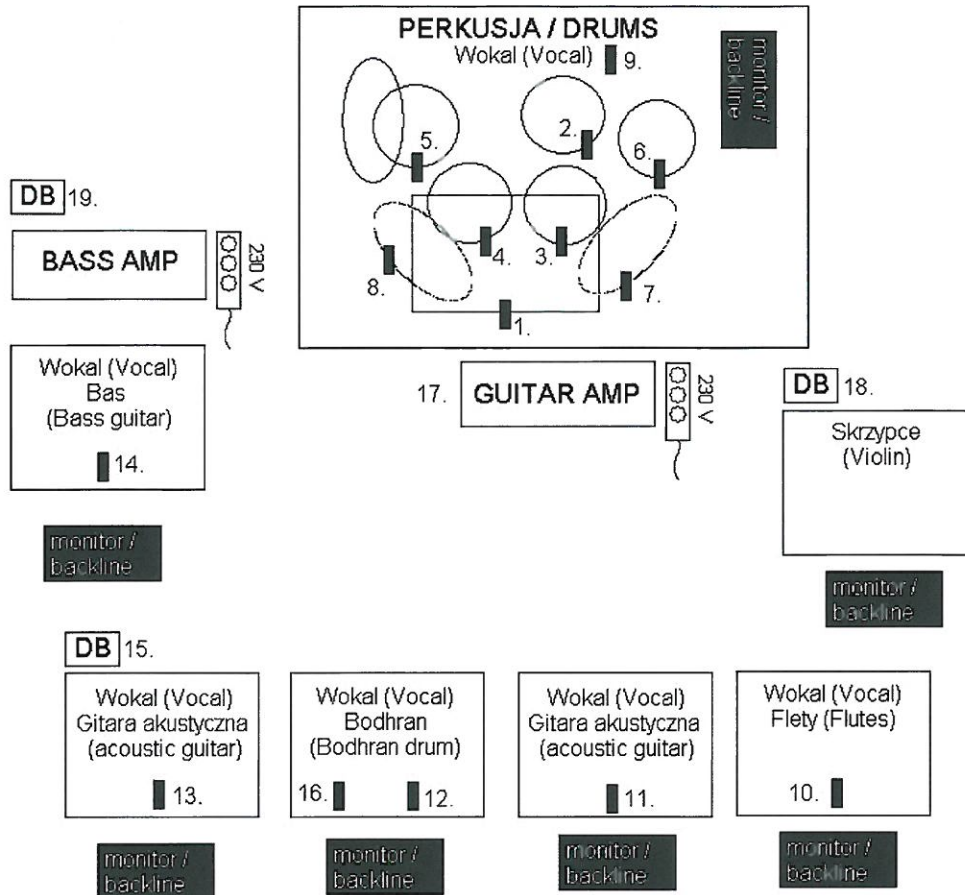 PERKUSJA / DRUMS
Wokal (Vocal) 9.
monitor /
backline
5.
2.
6.
4.
3.
8.
7.
1.
DB 19.
BASS AMP
230 V
Wokal (Vocal)
Bas
(Bass guitar)
14.
monitor /
backline
17. GUITAR AMP
230 V
DB 18.
Skrzypce
(Violin)
monitor /
backline
DB 15.
Wokal (Vocal)
Gitara akustyczna
(acoustic guitar)
13.
monitor /
backline
Wokal (Vocal)
Bodhran
(Bodhran drum)
16. 12.
monitor /
backline
Wokal (Vocal)
Gitara akustyczna
(acoustic guitar)
11.
monitor /
backline
Wokal (Vocal)
Flety (Flutes)
10.
monitor /
backline